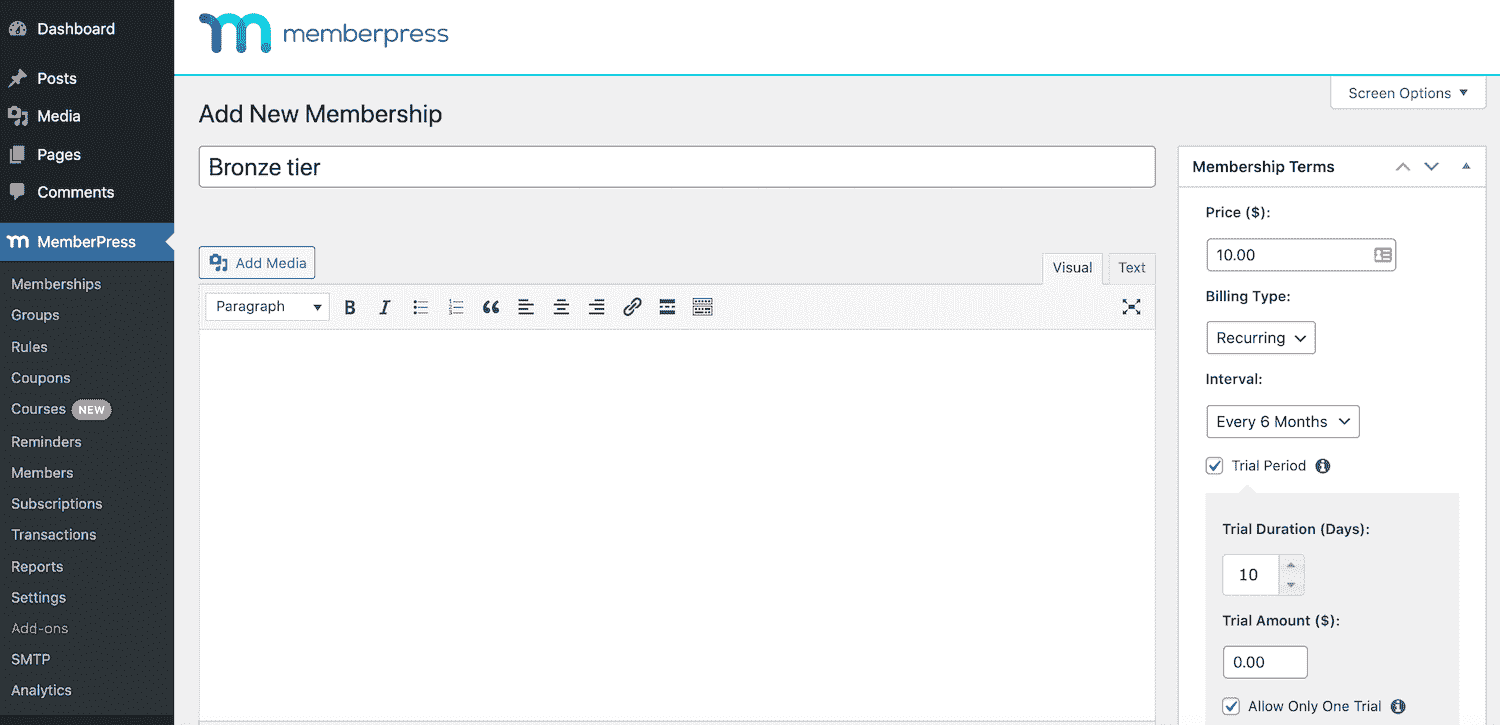 Dashboard
Posts
Media
Pages
Comments
MemberPress
Memberships
Groups
Rules
Coupons
Courses NEW
Reminders
Members
Subscriptions
Transactions
Reports
Settings
Add-ons
SMTP
Analytics
memberpress
Screen Options
Add New Membership
Bronze tier
Add Media
Visual Text
Paragraph
Membership Terms
Price ($):
10.00
Billing Type:
Recurring
Interval:
Every 6 Months
Trial Period
Trial Duration (Days):
10
Trial Amount ($):
0.00
Allow Only One Trial